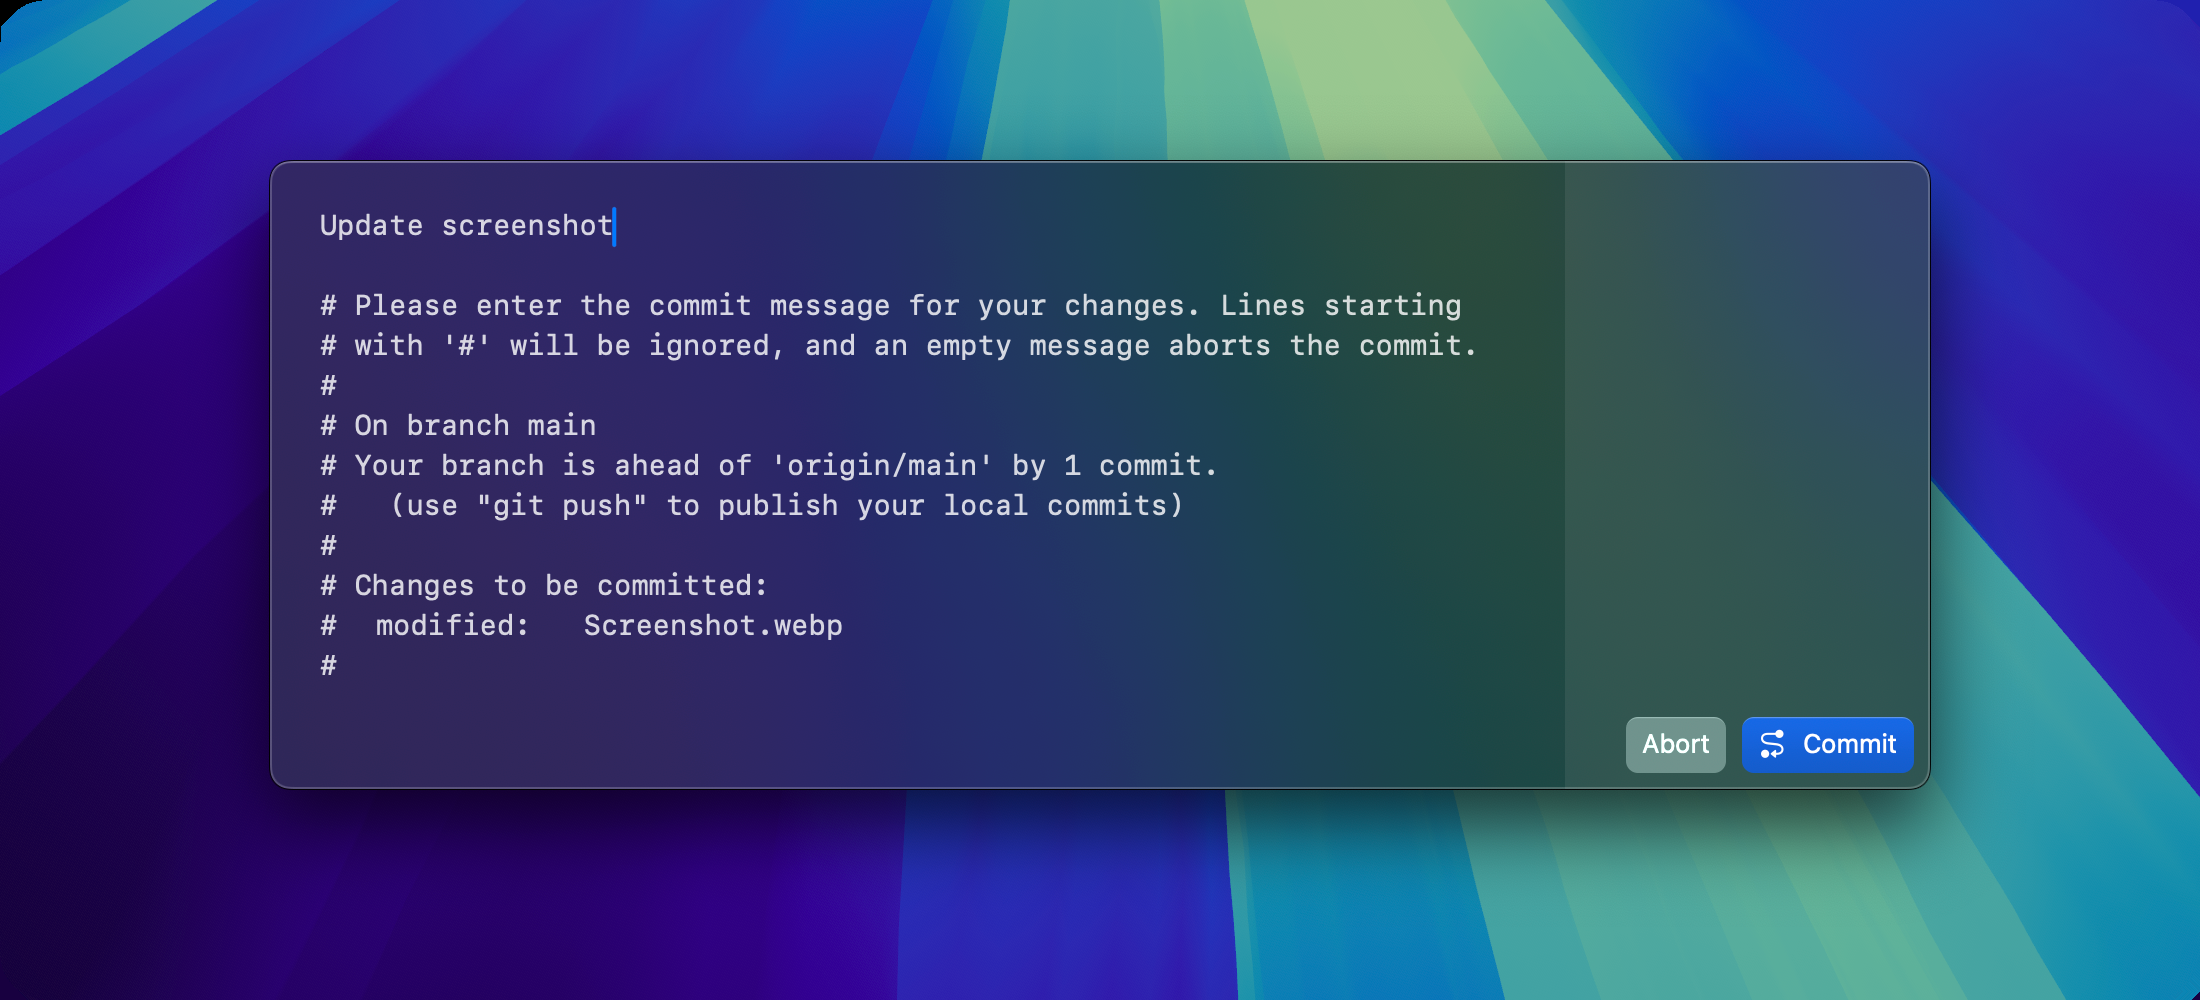 Update screenshot

# Please enter the commit message for your changes. Lines starting
# with '#' will be ignored, and an empty message aborts the commit.
#
# On branch main
# Your branch is ahead of 'origin/main' by 1 commit.
#   (use "git push" to publish your local commits)
#
# Changes to be committed:
#  modified:   Screenshot.webp
#
Abort
Commit